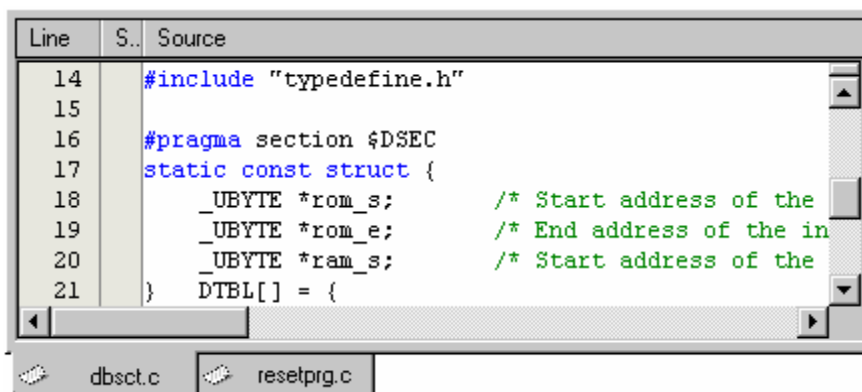 Line S.. Source
14 #include "typedefine.h"
15
16 #pragma section $DSEC
17 static const struct {
18 _UBYTE *rom_s; /* Start address of the
19 _UBYTE *rom_e; /* End address of the in
20 _UBYTE *ram_s; /* Start address of the
21 } DTBL[] = {
dbsct.c resetprg.c